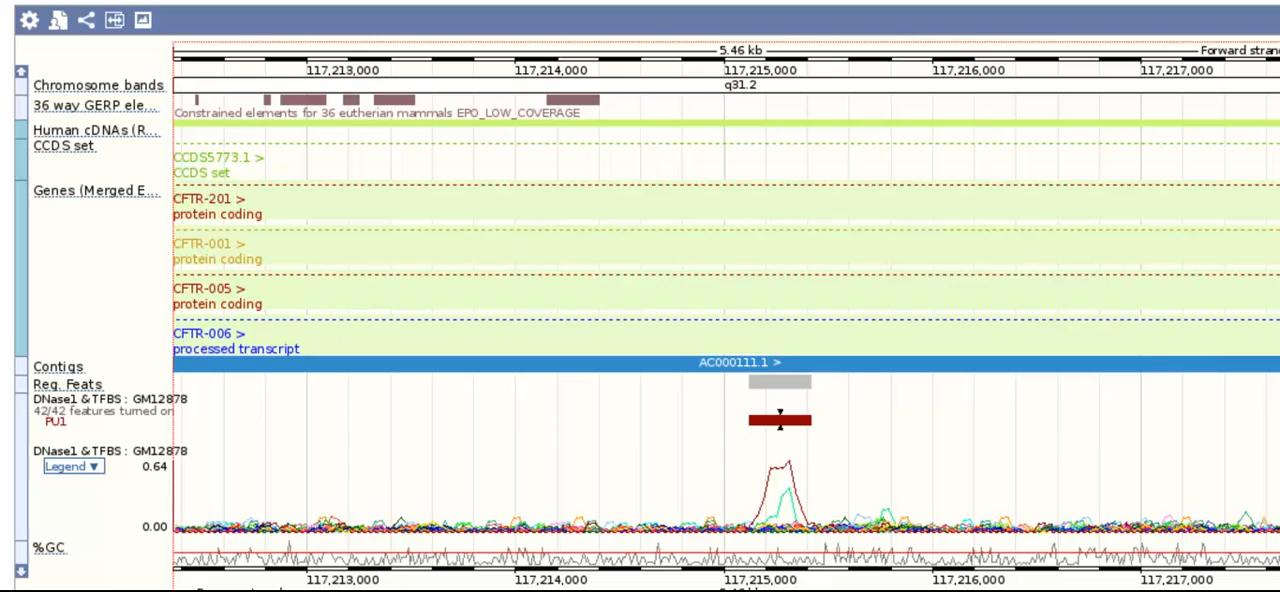 5.46 kb
Forward stran
117,213,000 117,214,000 117,215,000 117,216,000 117,217,000
Chromosome bands
q31.2
36 way GERP ele...
Constrained elements for 36 eutherian mammals EPO_LOW_COVERAGE
Human cDNAs (R...
CCDS set
CCDS5773.1 >
CCDS set
Genes (Merged E...
CFTR-201 >
protein coding
CFTR-001 >
protein coding
CFTR-005 >
protein coding
CFTR-006 >
processed transcript
Contigs
AC000111.1 >
Reg. Feats
DNase1 & TFBS : GM12878
42/42 features turned on
PU1
DNase1 & TFBS : GM12878
Legend ▼
0.64
0.00
%GC
117,213,000 117,214,000 117,215,000 117,216,000 117,217,000